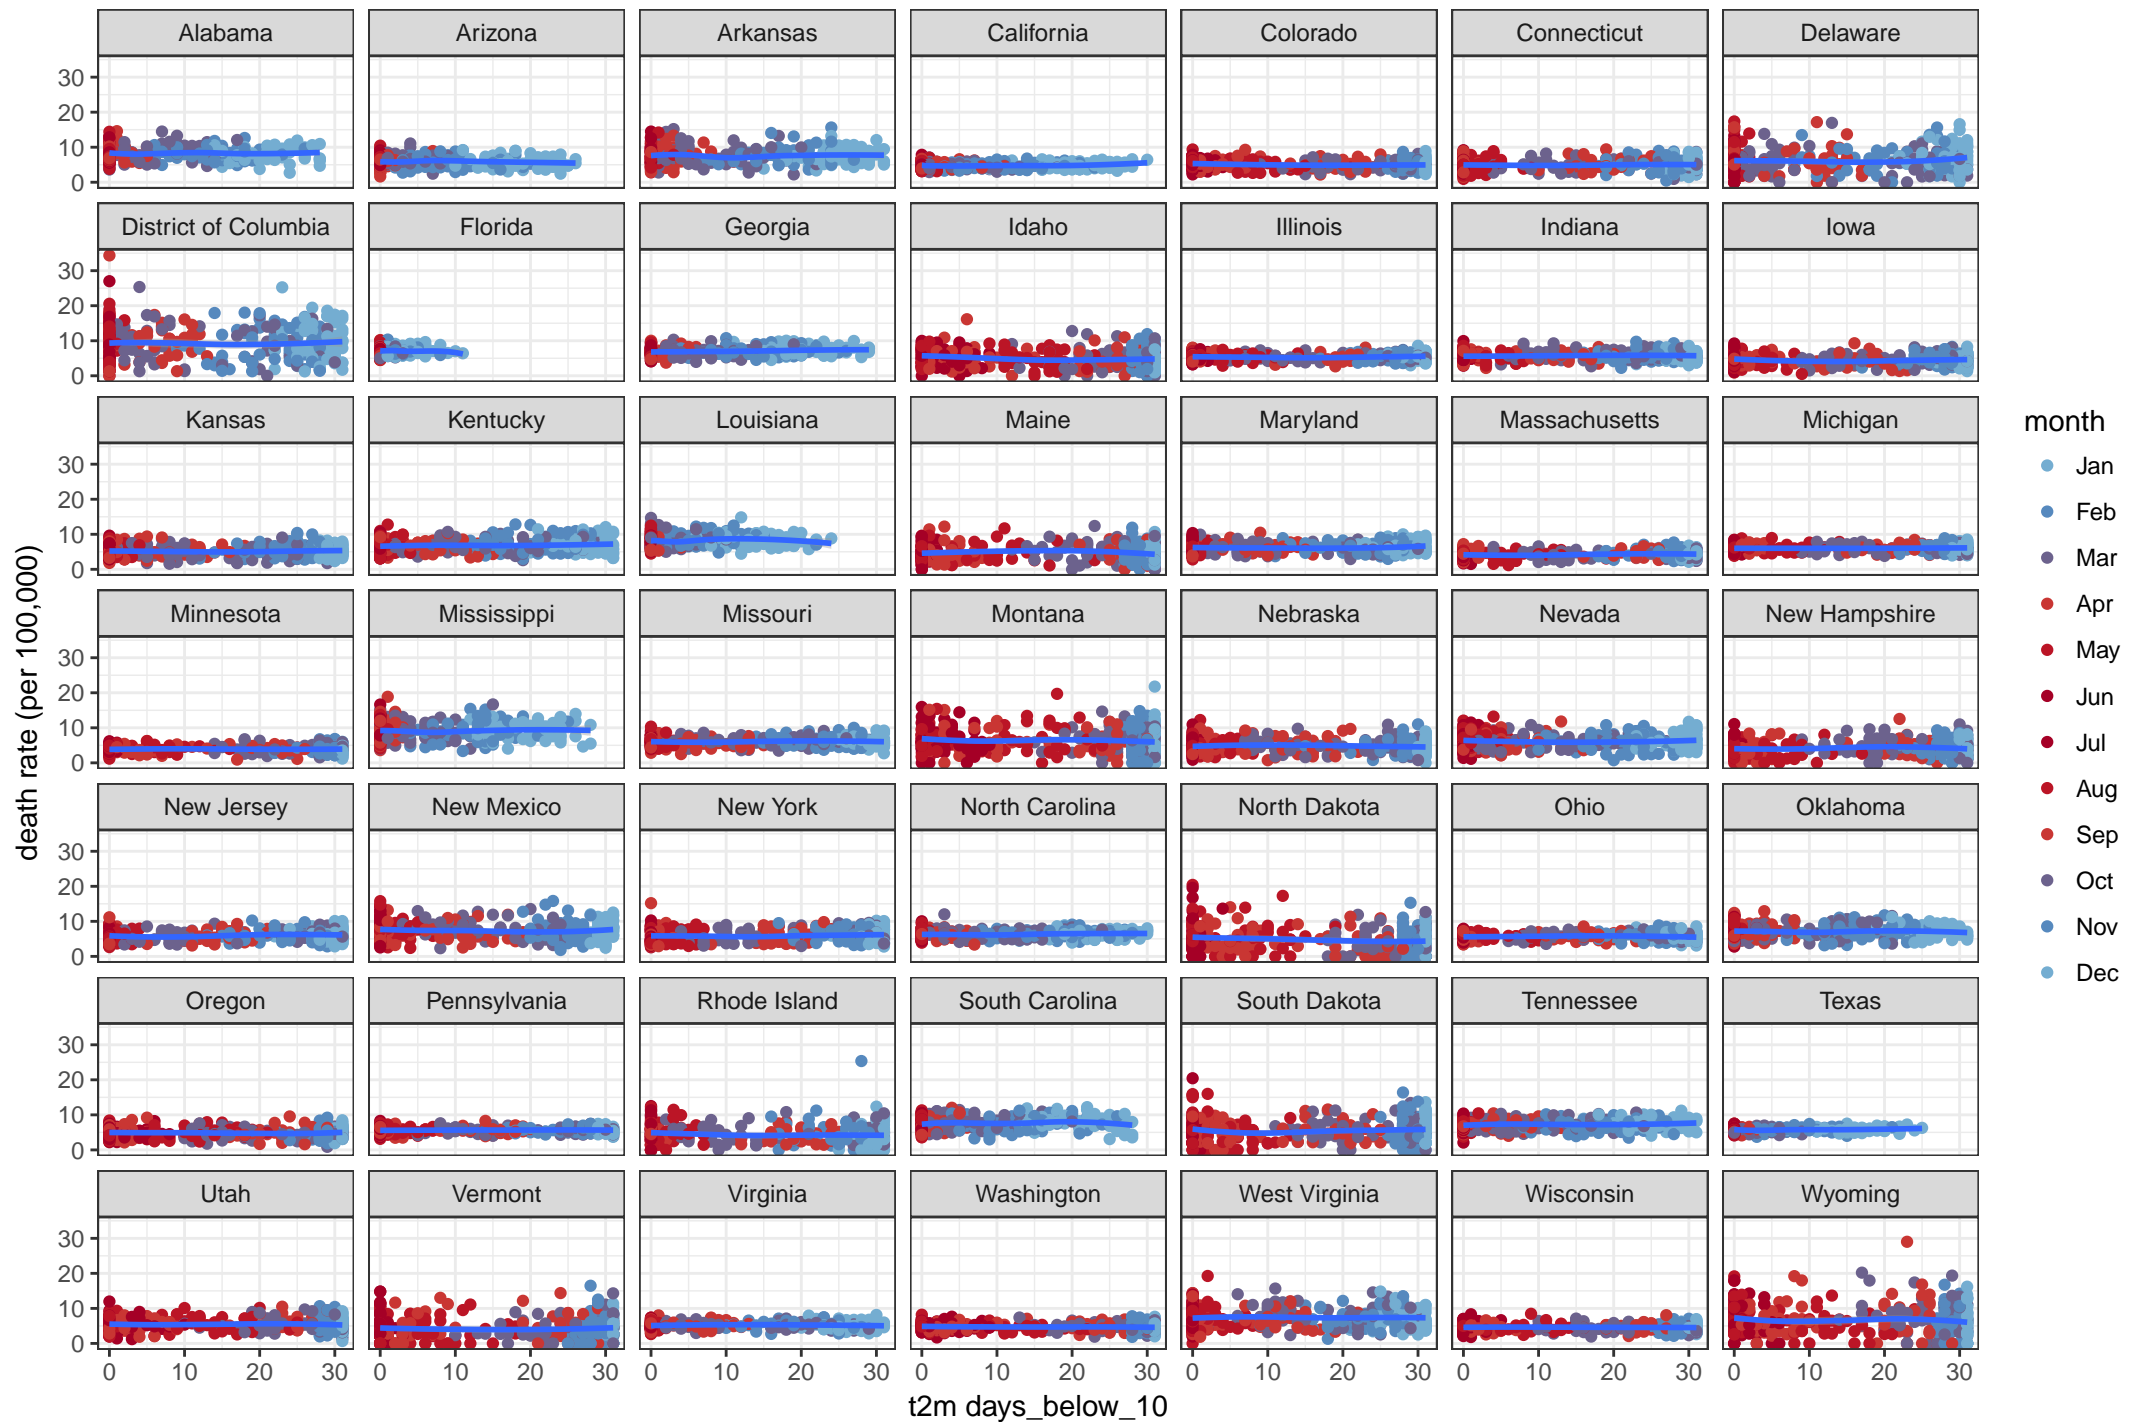 Alabama Arizona Arkansas California Colorado Connecticut Delaware
30
20
10
0
District of Columbia Florida Georgia Idaho Illinois Indiana Iowa
30
20
10
0
Kansas Kentucky Louisiana Maine Maryland Massachusetts Michigan
30
20
10
0
Minnesota Mississippi Missouri Montana Nebraska Nevada New Hampshire
30
20
10
0
New Jersey New Mexico New York North Carolina North Dakota Ohio Oklahoma
30
20
10
0
Oregon Pennsylvania Rhode Island South Carolina South Dakota Tennessee Texas
30
20
10
0
Utah Vermont Virginia Washington West Virginia Wisconsin Wyoming
30
20
10
0
0 10 20 30 0 10 20 30 0 10 20 30 0 10 20 30 0 10 20 30 0 10 20 30 0 10 20 30
t2m days_below_10
death rate (per 100,000)
month
Jan
Feb
Mar
Apr
May
Jun
Jul
Aug
Sep
Oct
Nov
Dec